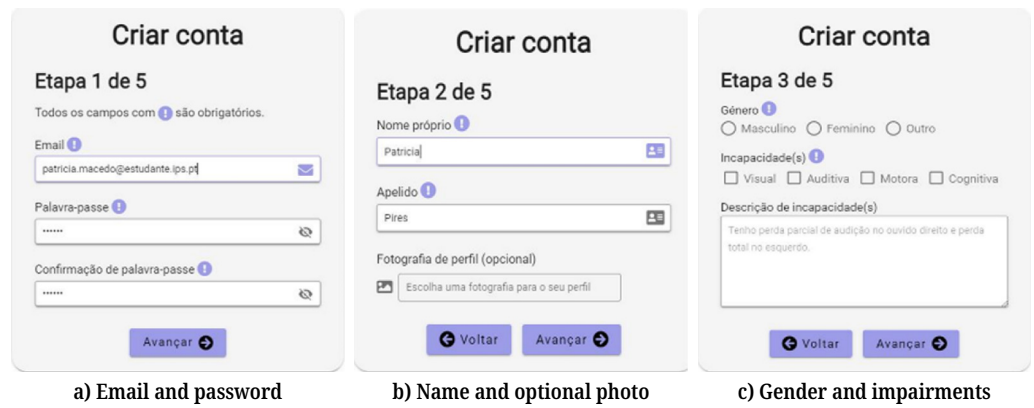 Criar conta
Etapa 1 de 5
Todos os campos com ! são obrigatórios.
Email !
patricia.macedo@estudante.ips.pt
Palavra-passe !
••••••
Confirmação de palavra-passe !
••••••
Avançar
a) Email and password
Criar conta
Etapa 2 de 5
Nome próprio !
Patricia
Apelido !
Pires
Fotografia de perfil (opcional)
Escolha uma fotografia para o seu perfil
Voltar Avançar
b) Name and optional photo
Criar conta
Etapa 3 de 5
Género !
Masculino Feminino Outro
Incapacidade(s) !
Visual Auditiva Motora Cognitiva
Descrição de incapacidade(s)
Tenho perda parcial de audição no ouvido direito e perda
total no esquerdo.
Voltar Avançar
c) Gender and impairments